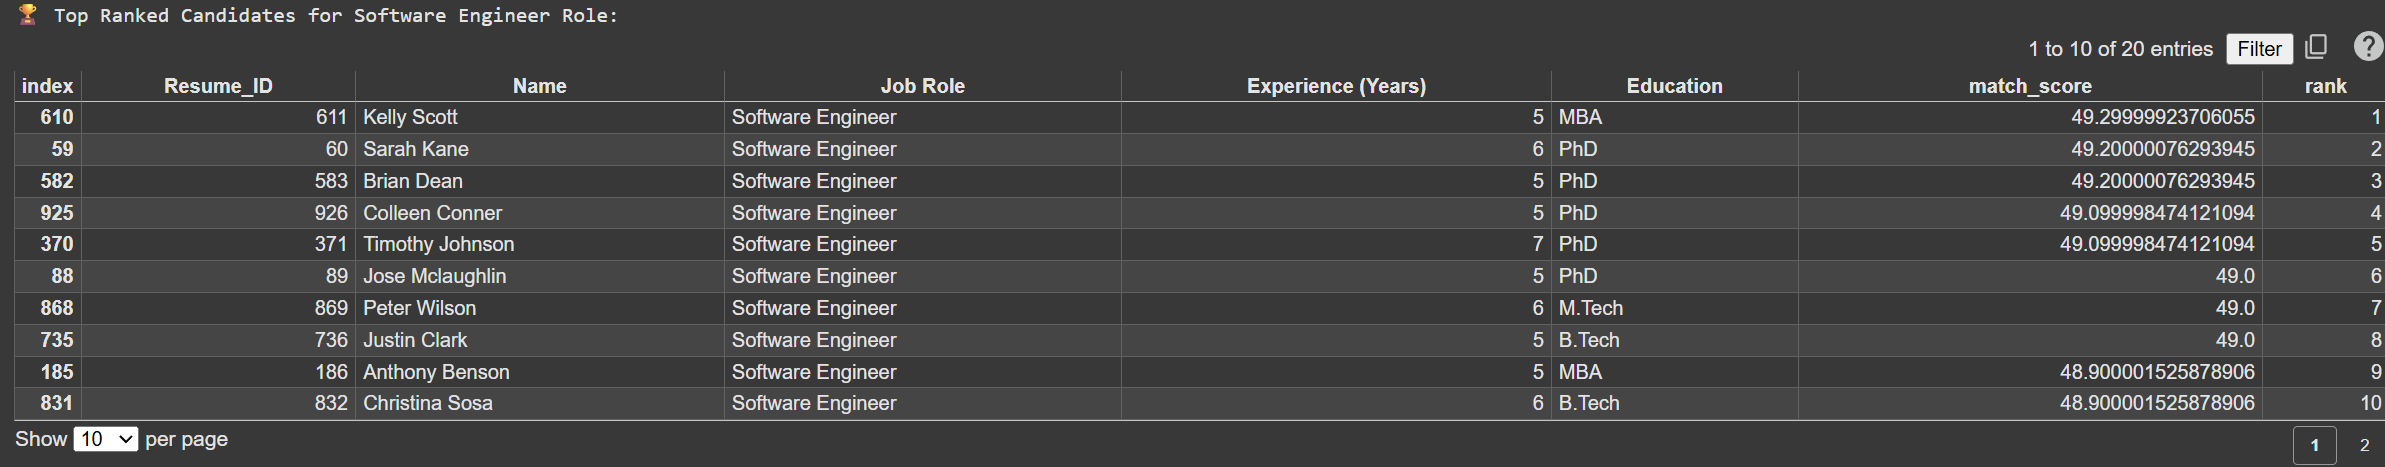 🏆 Top Ranked Candidates for Software Engineer Role:
1 to 10 of 20 entries Filter ?
index Resume_ID Name Job Role Experience (Years) Education match_score rank
610 611 Kelly Scott Software Engineer 5 MBA 49.29999923706055 1
59 60 Sarah Kane Software Engineer 6 PhD 49.20000076293945 2
582 583 Brian Dean Software Engineer 5 PhD 49.20000076293945 3
925 926 Colleen Conner Software Engineer 5 PhD 49.099998474121094 4
370 371 Timothy Johnson Software Engineer 7 PhD 49.099998474121094 5
88 89 Jose Mclaughlin Software Engineer 5 PhD 49.0 6
868 869 Peter Wilson Software Engineer 6 M.Tech 49.0 7
735 736 Justin Clark Software Engineer 5 B.Tech 49.0 8
185 186 Anthony Benson Software Engineer 5 MBA 48.900001525878906 9
831 832 Christina Sosa Software Engineer 6 B.Tech 48.900001525878906 10
Show 10 per page 1 2